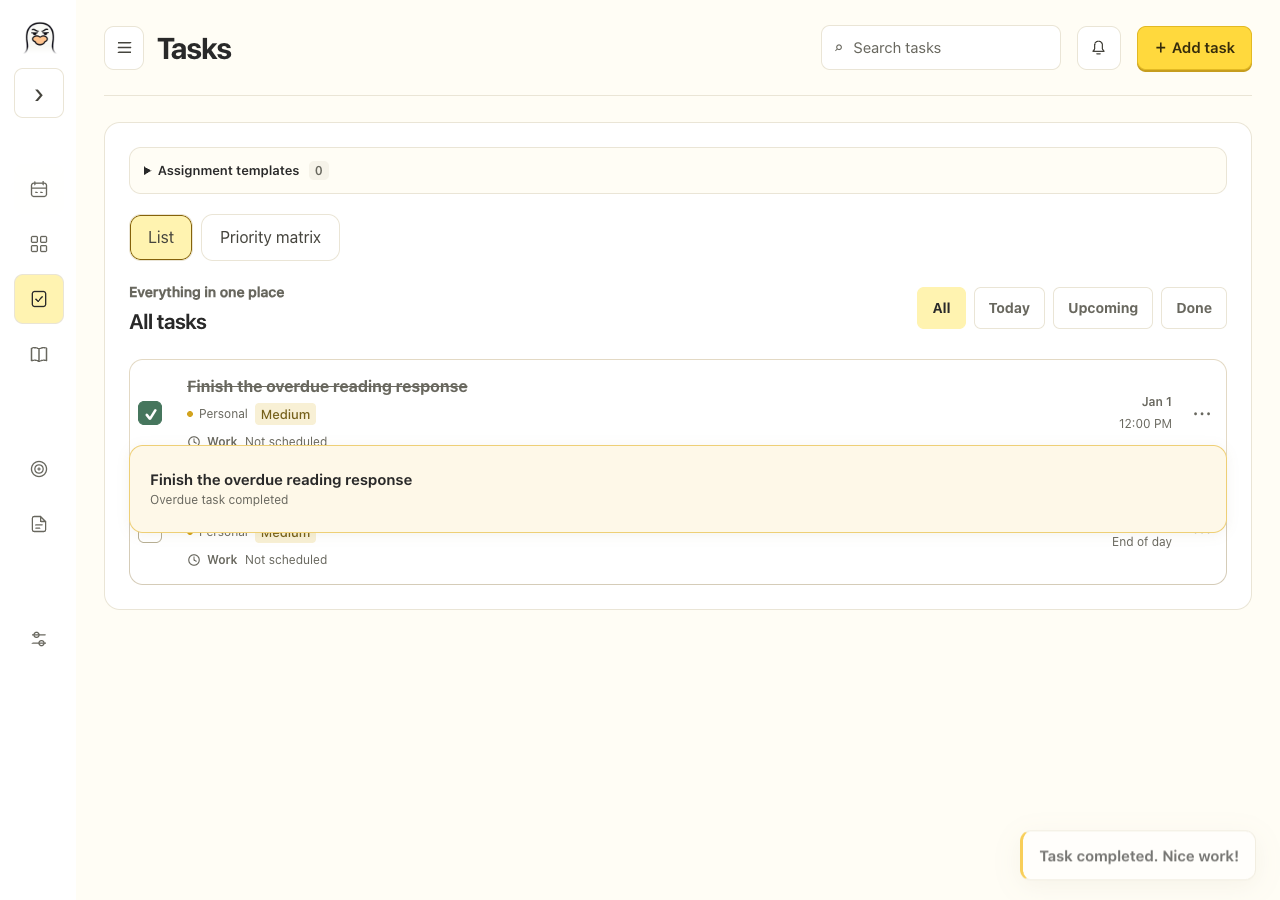 Tasks
Search tasks
+ Add task
Assignment templates 0
List
Priority matrix
Everything in one place
All tasks
All
Today
Upcoming
Done
Finish the overdue reading response
Personal Medium
Jan 1
12:00 PM
Work Not scheduled
Finish the overdue reading response
Overdue task completed
Personal Medium
End of day
Work Not scheduled
Task completed. Nice work!